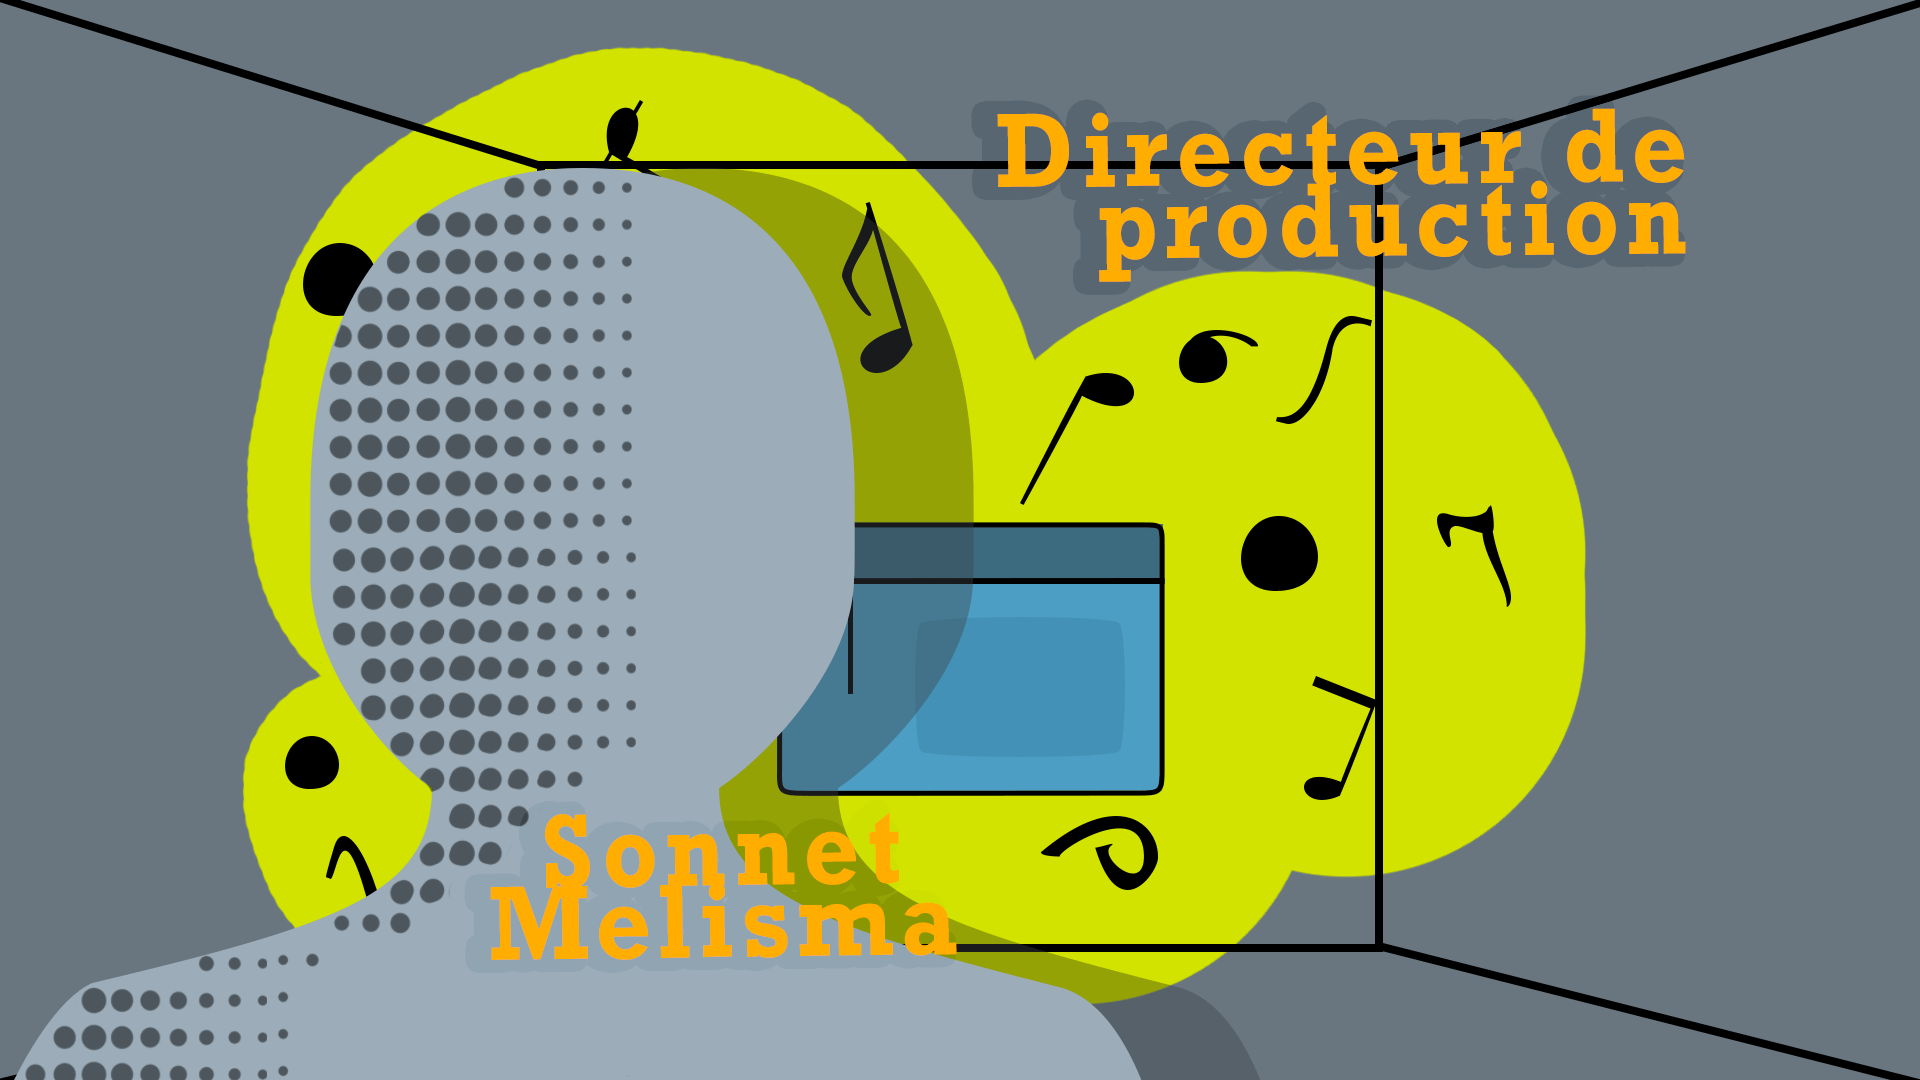 Directeur de
production
Sonnet
Melisma